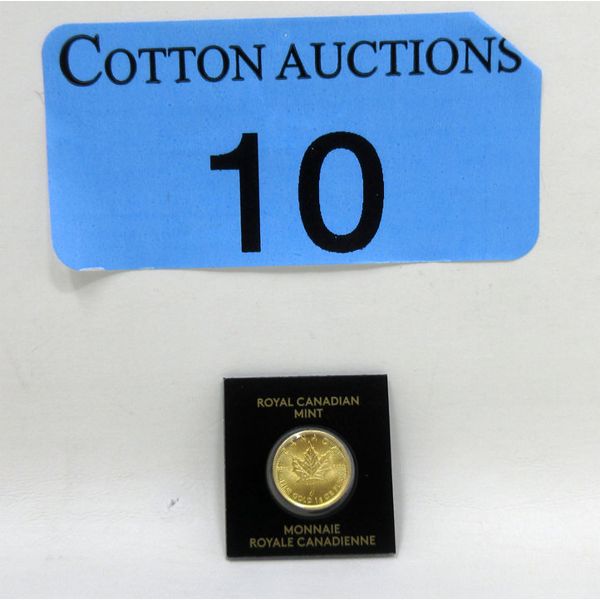 COTTON AUCTIONS
10
ROYAL CANADIAN
MINT
MONNAIE
ROYALE CANADIENNE